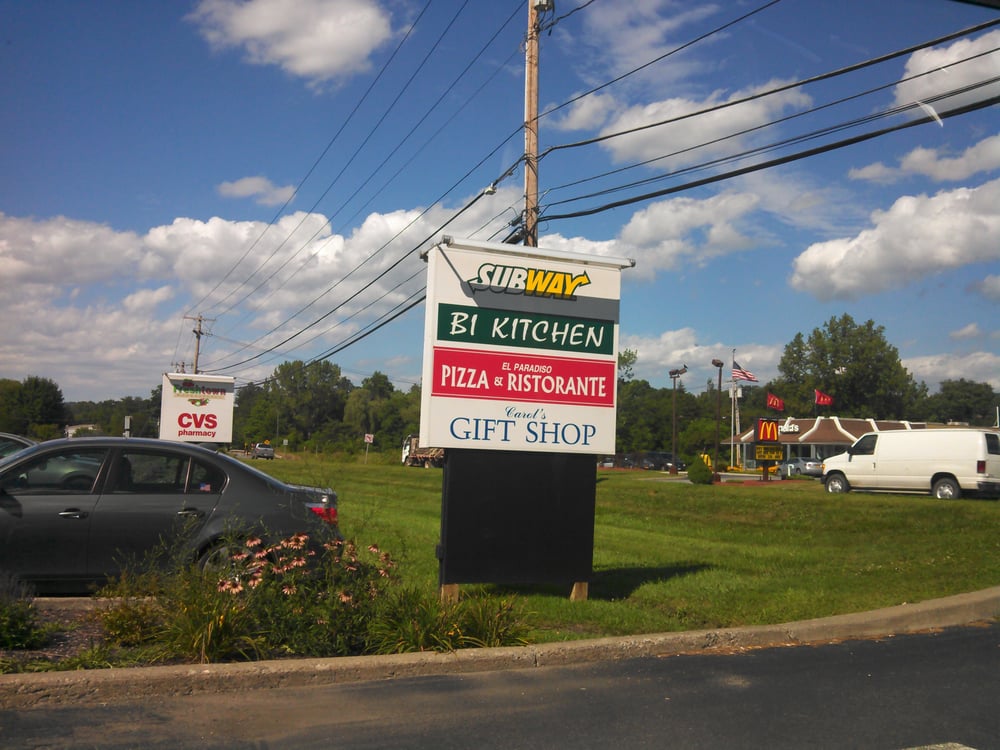 SUBWAY
BI KITCHEN
EL PARADISO
PIZZA & RISTORANTE
Carol's
GIFT SHOP
CVS
pharmacy